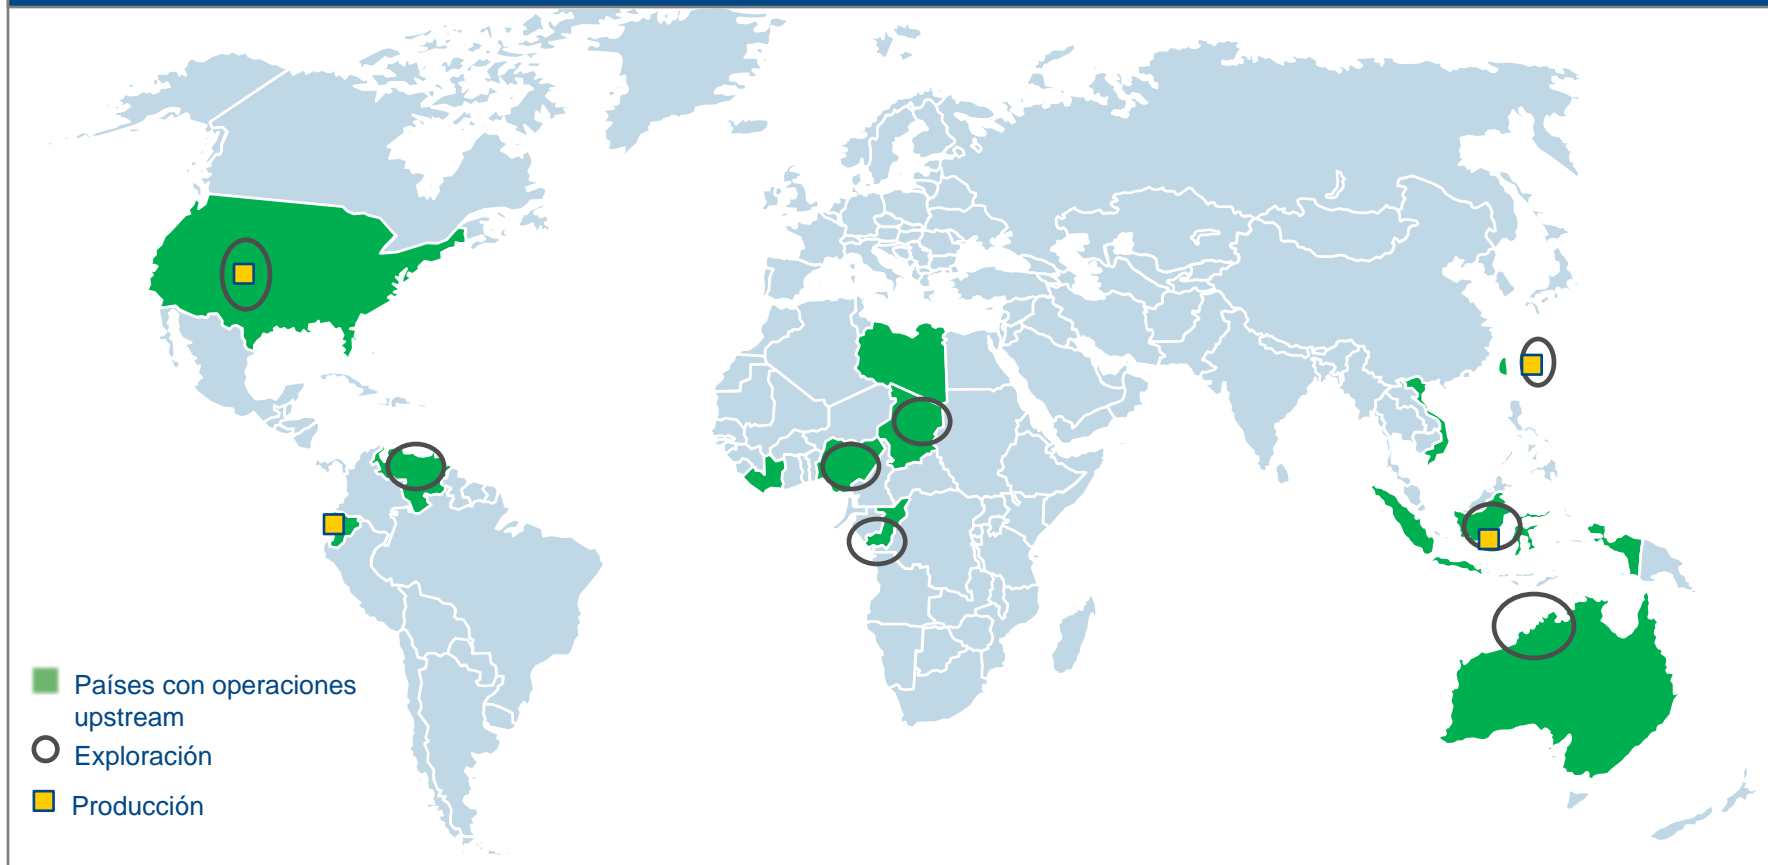 Países con operaciones
upstream
Exploración
Producción